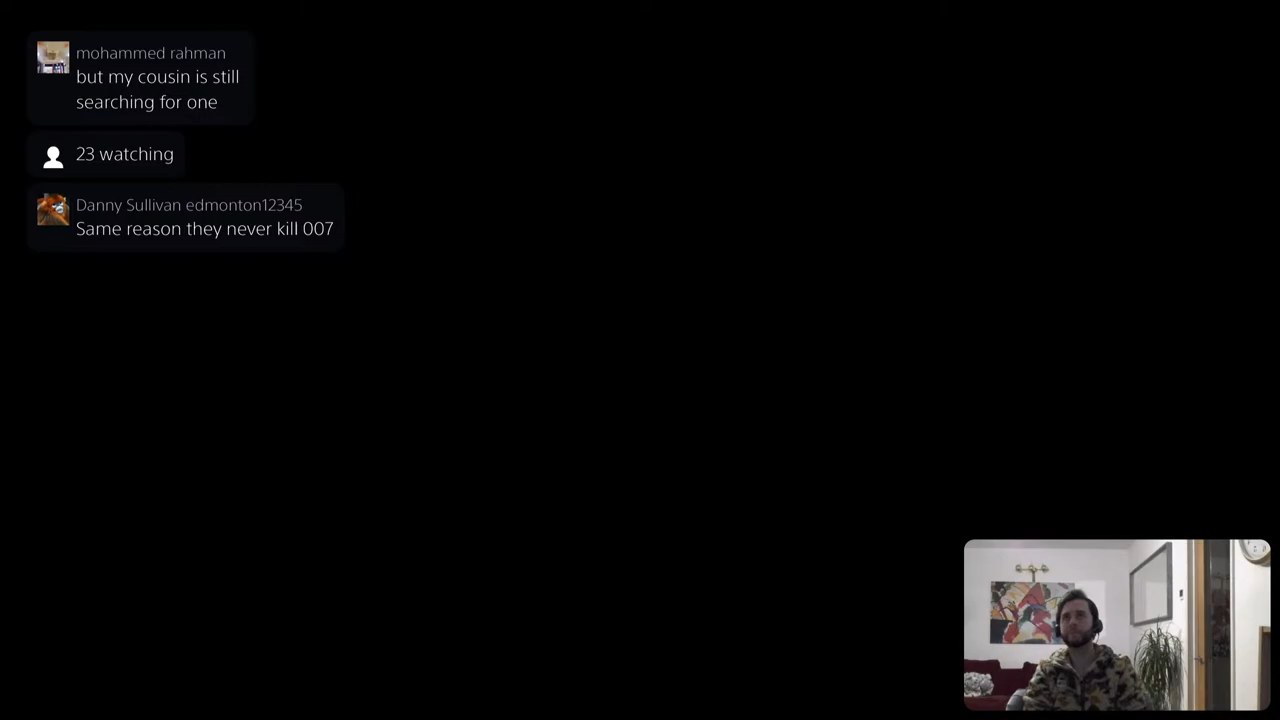 mohammed rahman
but my cousin is still
searching for one
23 watching
Danny Sullivan edmonton12345
Same reason they never kill 007